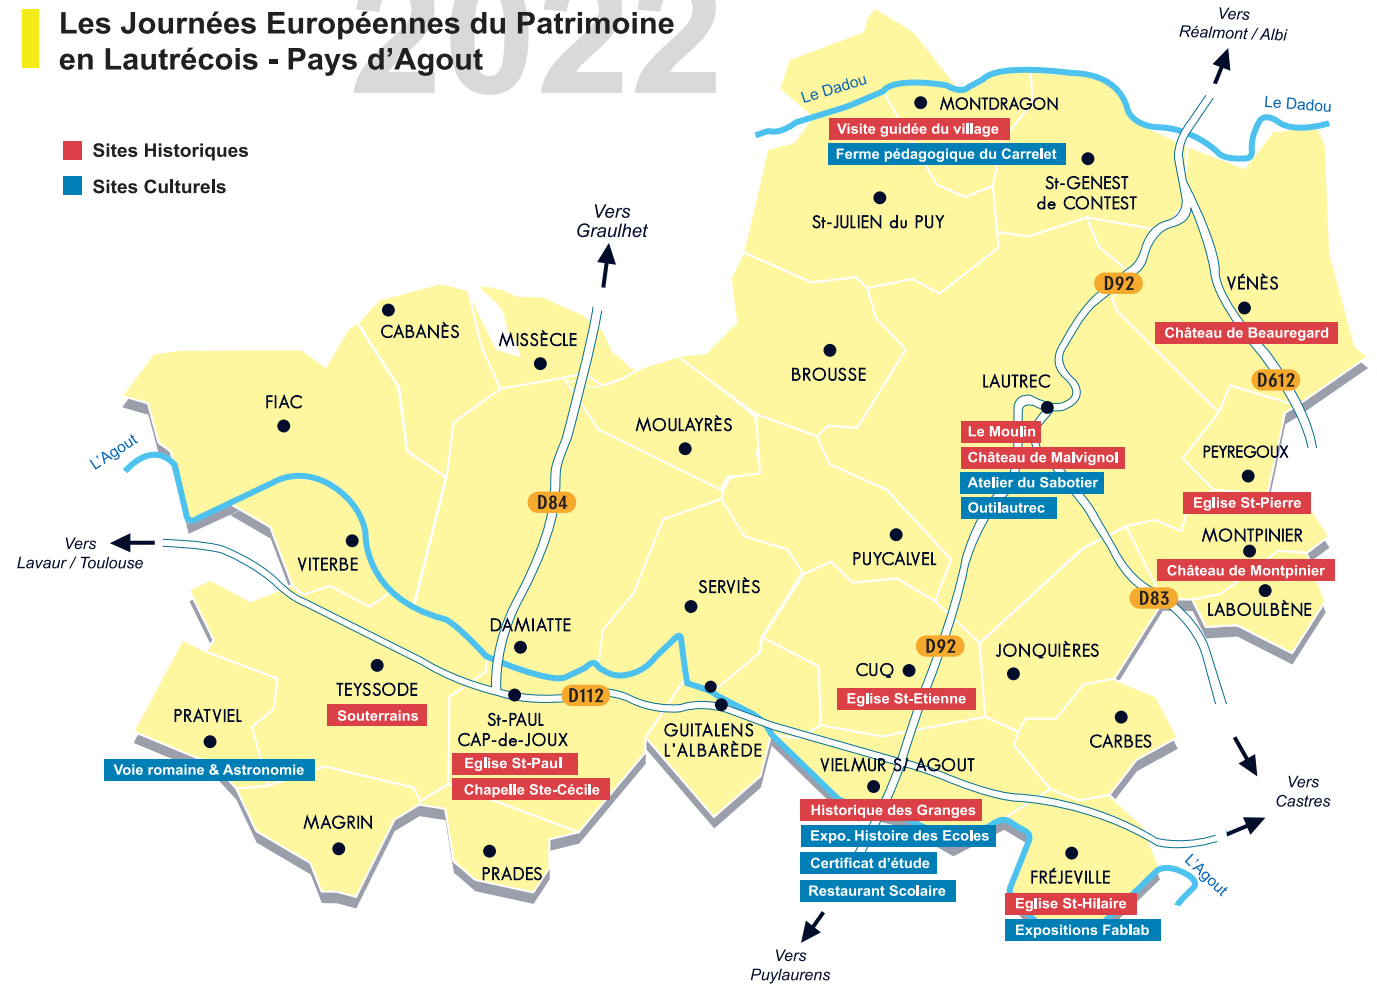 2022
Les Journées Européennes du Patrimoine
en Lautrécois - Pays d'Agout
Sites Historiques
Sites Culturels
Vers
Réalmont / Albi
Le Dadou
Le Dadou
MONTDRAGON
Visite guidée du village
Ferme pédagogique du Carrelet
St-GENEST
de CONTEST
St-JULIEN du PUY
Vers
Graulhet
D92
VÉNÈS
Château de Beauregard
D612
CABANÈS
MISSÈCLE
BROUSSE
LAUTREC
Le Moulin
Château de Malvignol
Atelier du Sabotier
Outilautrec
FIAC
MOULAYRÈS
L'Agout
PEYREGOUX
Eglise St-Pierre
D84
MONTPINIER
Château de Montpinier
LABOULBÈNE
Vers
Lavaur / Toulouse
VITERBE
PUYCALVEL
SERVIÈS
D83
DAMIATTE
D92
JONQUIÈRES
CUQ
Eglise St-Etienne
TEYSSODE
Souterrains
D112
PRATVIEL
Voie romaine & Astronomie
St-PAUL
CAP-de-JOUX
Eglise St-Paul
Chapelle Ste-Cécile
GUITALENS
L'ALBARÈDE
CARBES
VIELMUR S/ AGOUT
Historique des Granges
Expo. Histoire des Ecoles
Certificat d'étude
Restaurant Scolaire
Vers
Castres
MAGRIN
PRADES
FRÉJEVILLE
Eglise St-Hilaire
Expositions Fablab
L'Agout
Vers
Puylaurens